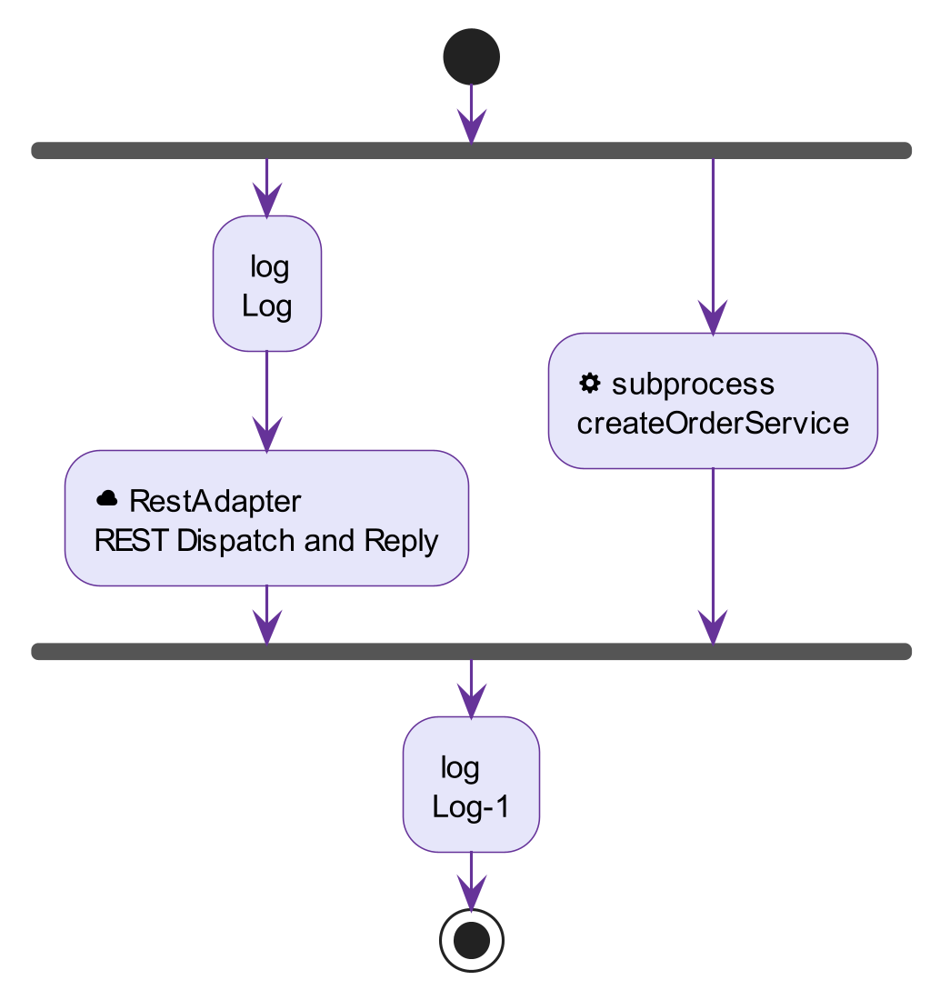 log
Log
subprocess
createOrderService
RestAdapter
REST Dispatch and Reply
log
Log-1